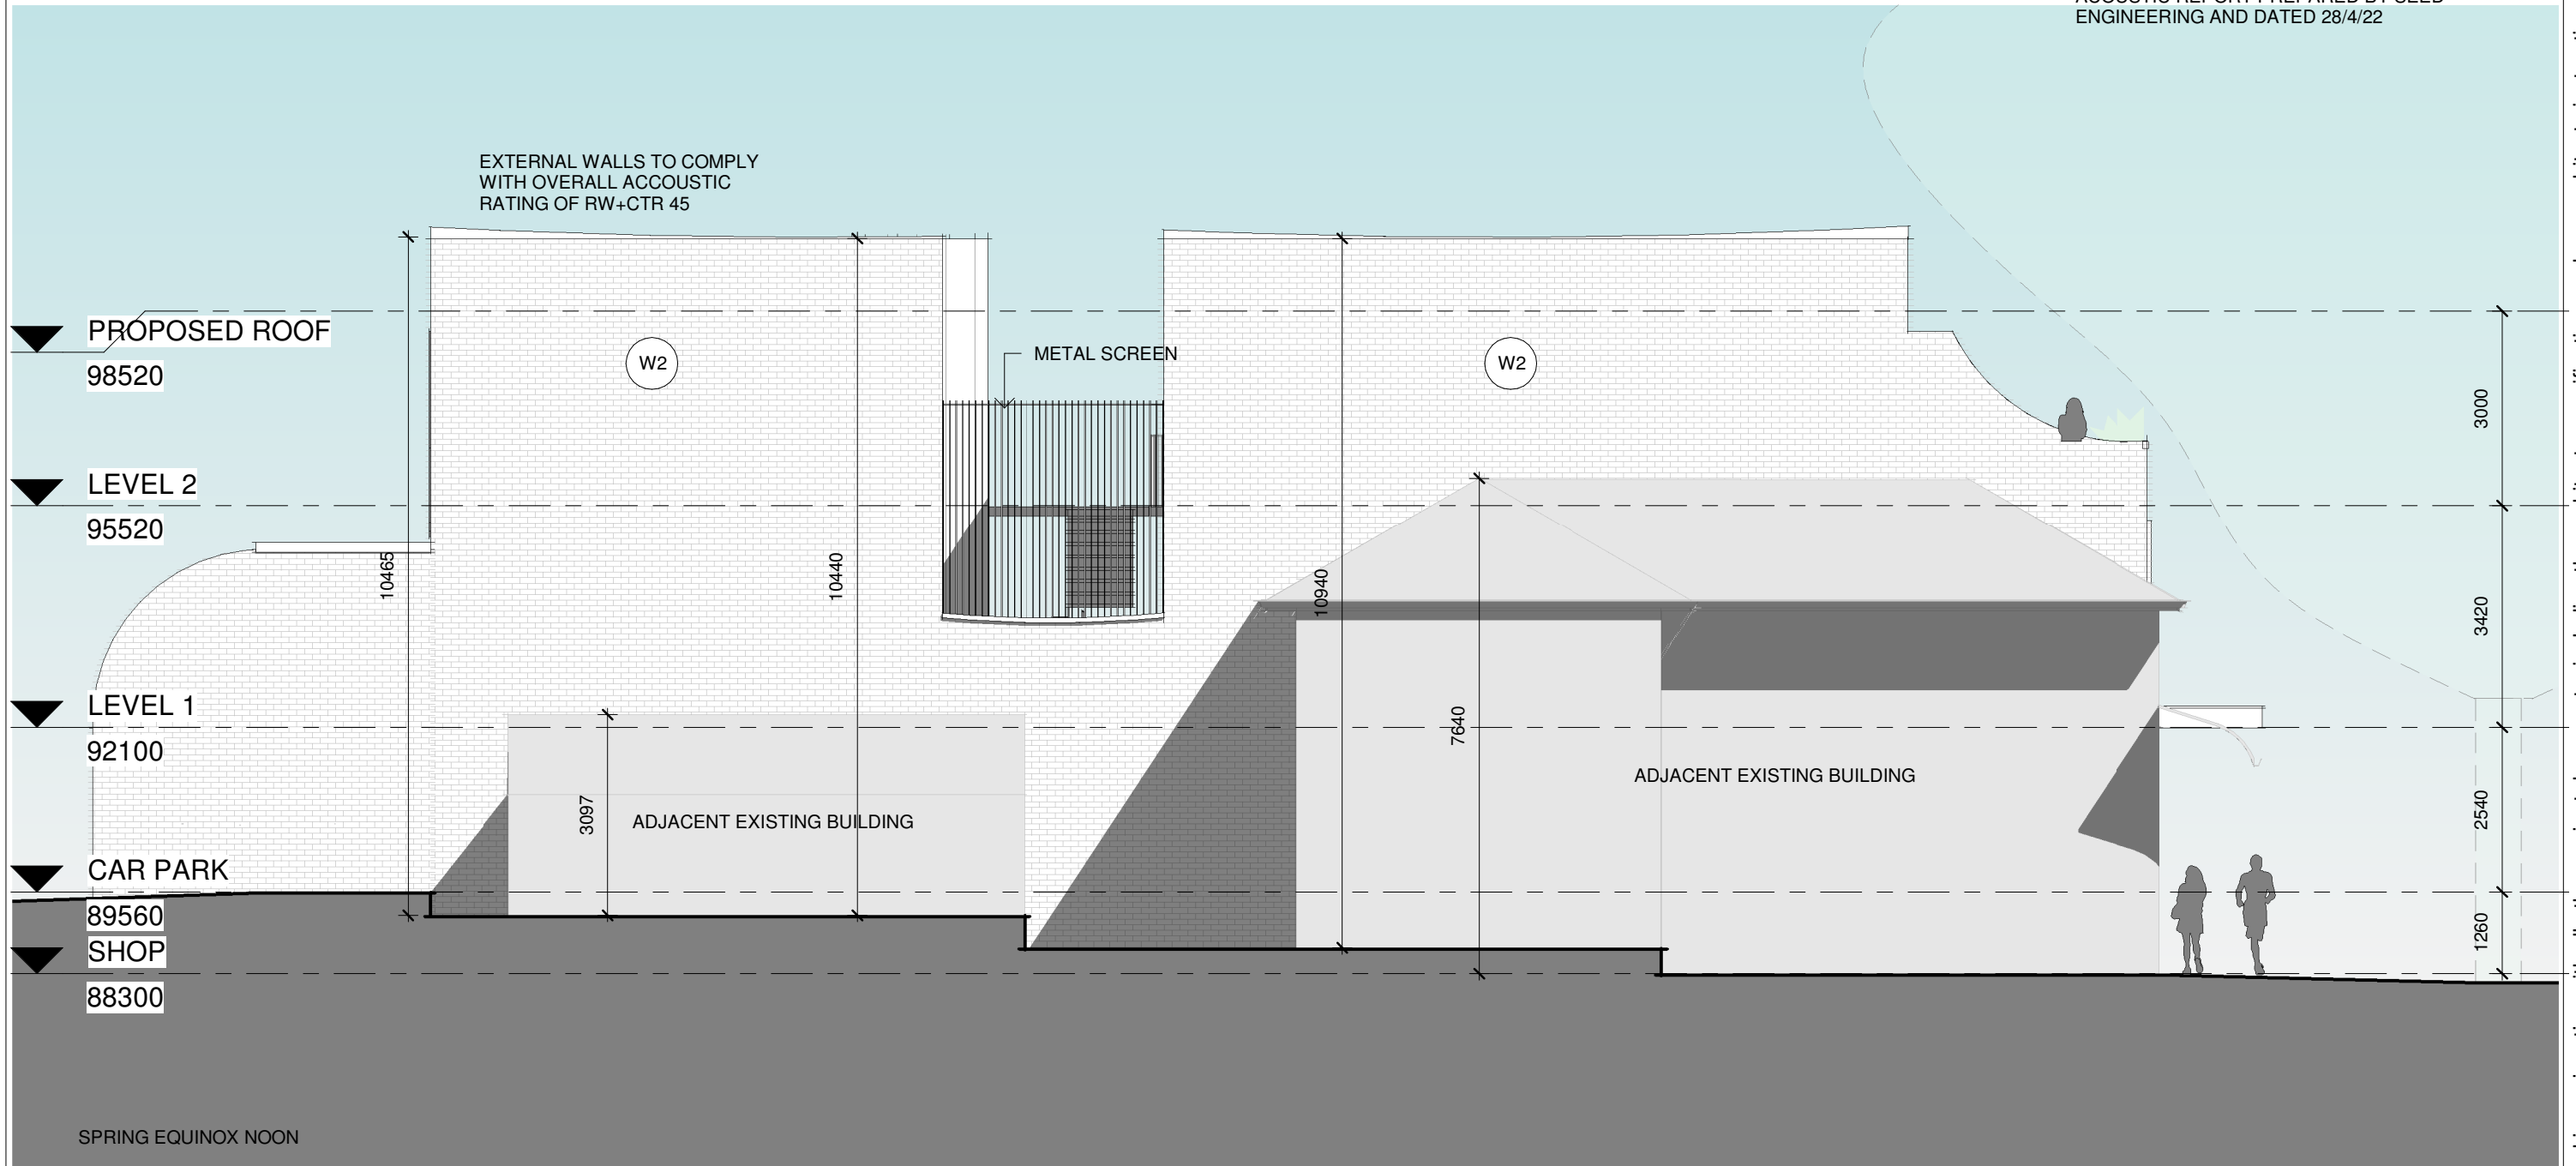 ENGINEERING AND DATED 28/4/22
EXTERNAL WALLS TO COMPLY
WITH OVERALL ACCOUSTIC
RATING OF RW+CTR 45
PROPOSED ROOF
98520
W2
METAL SCREEN
W2
3000
LEVEL 2
95520
10465
10440
10940
3420
LEVEL 1
92100
7640
ADJACENT EXISTING BUILDING
3097
ADJACENT EXISTING BUILDING
2540
CAR PARK
89560
SHOP
88300
1260
SPRING EQUINOX NOON